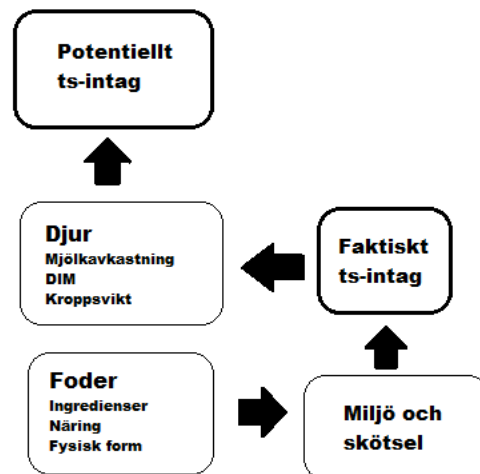 Potentiellt
ts-intag
Djur
Mjölkavkastning
DIM
Kroppsvikt
Faktiskt
ts-intag
Foder
Ingredienser
Näring
Fysisk form
Miljö och
skötsel